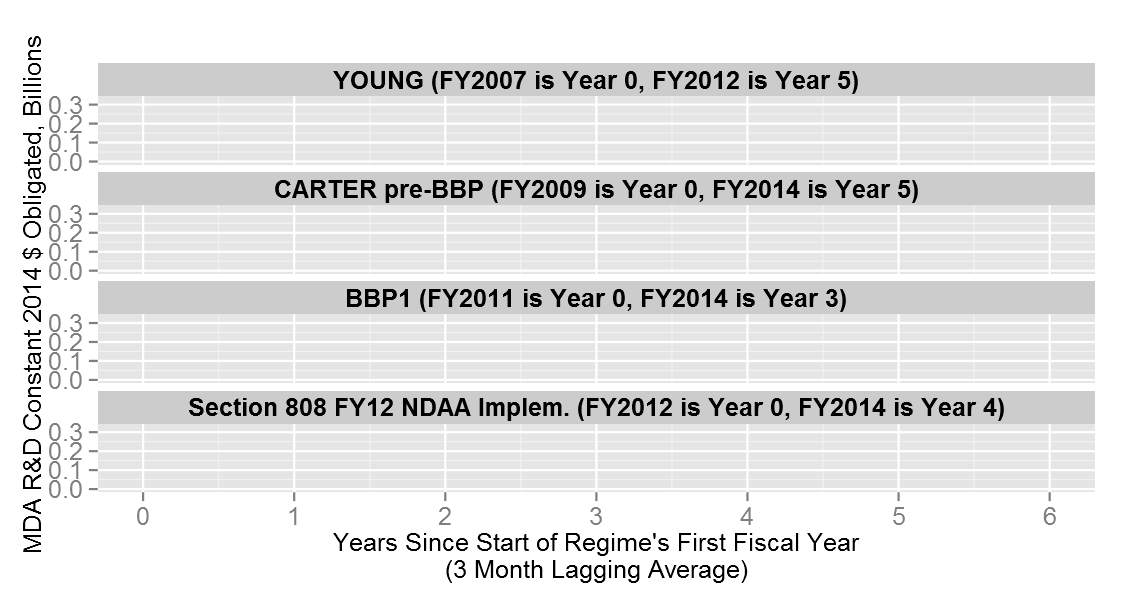 MDA R&D Constant 2014 $ Obligated, Billions
YOUNG (FY2007 is Year 0, FY2012 is Year 5)
0.3
0.2
0.1
0.0
CARTER pre-BBP (FY2009 is Year 0, FY2014 is Year 5)
0.3
0.2
0.1
0.0
BBP1 (FY2011 is Year 0, FY2014 is Year 3)
0.3
0.2
0.1
0.0
Section 808 FY12 NDAA Implem. (FY2012 is Year 0, FY2014 is Year 4)
0.3
0.2
0.1
0.0
0 1 2 3 4 5 6
Years Since Start of Regime's First Fiscal Year
(3 Month Lagging Average)